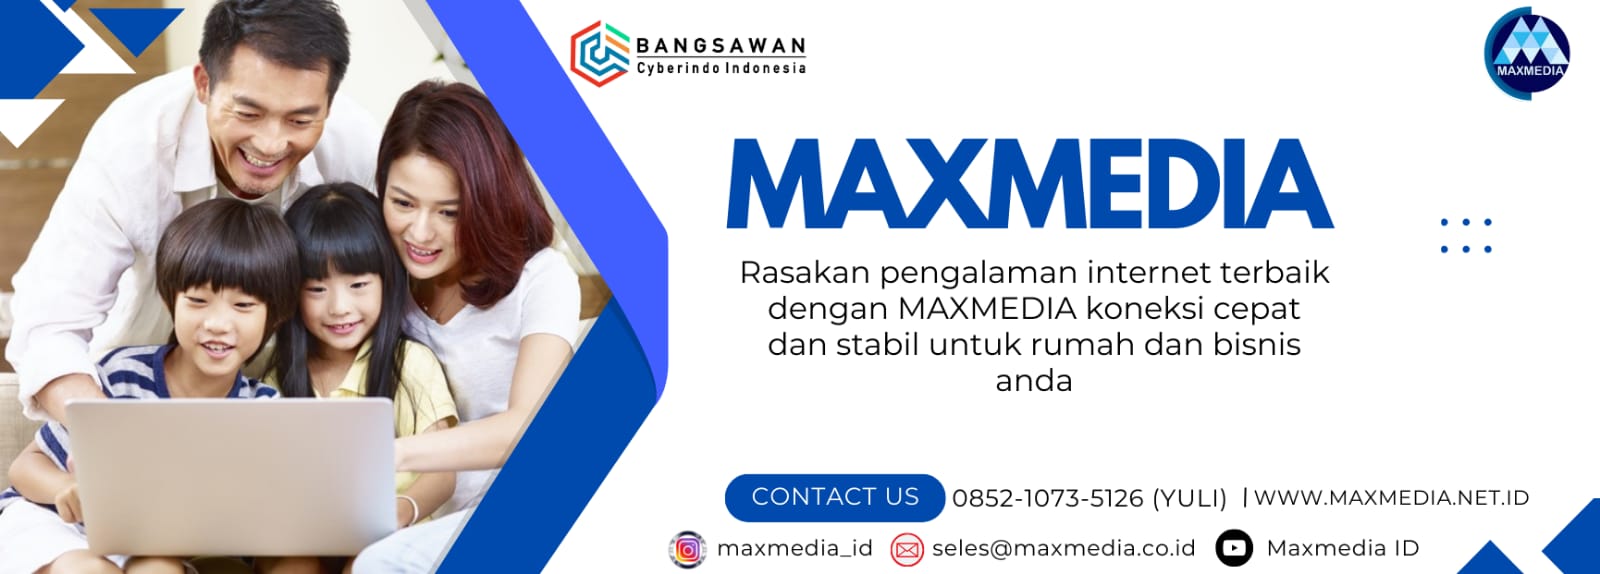 BANGSAWAN
Cyberindo Indonesia
MAXMEDIA
MAXMEDIA
Rasakan pengalaman internet terbaik
dengan MAXMEDIA koneksi cepat
dan stabil untuk rumah dan bisnis
anda
CONTACT US 0852-1073-5126 (YULI) | WWW.MAXMEDIA.NET.ID
maxmedia_id seles@maxmedia.co.id Maxmedia ID